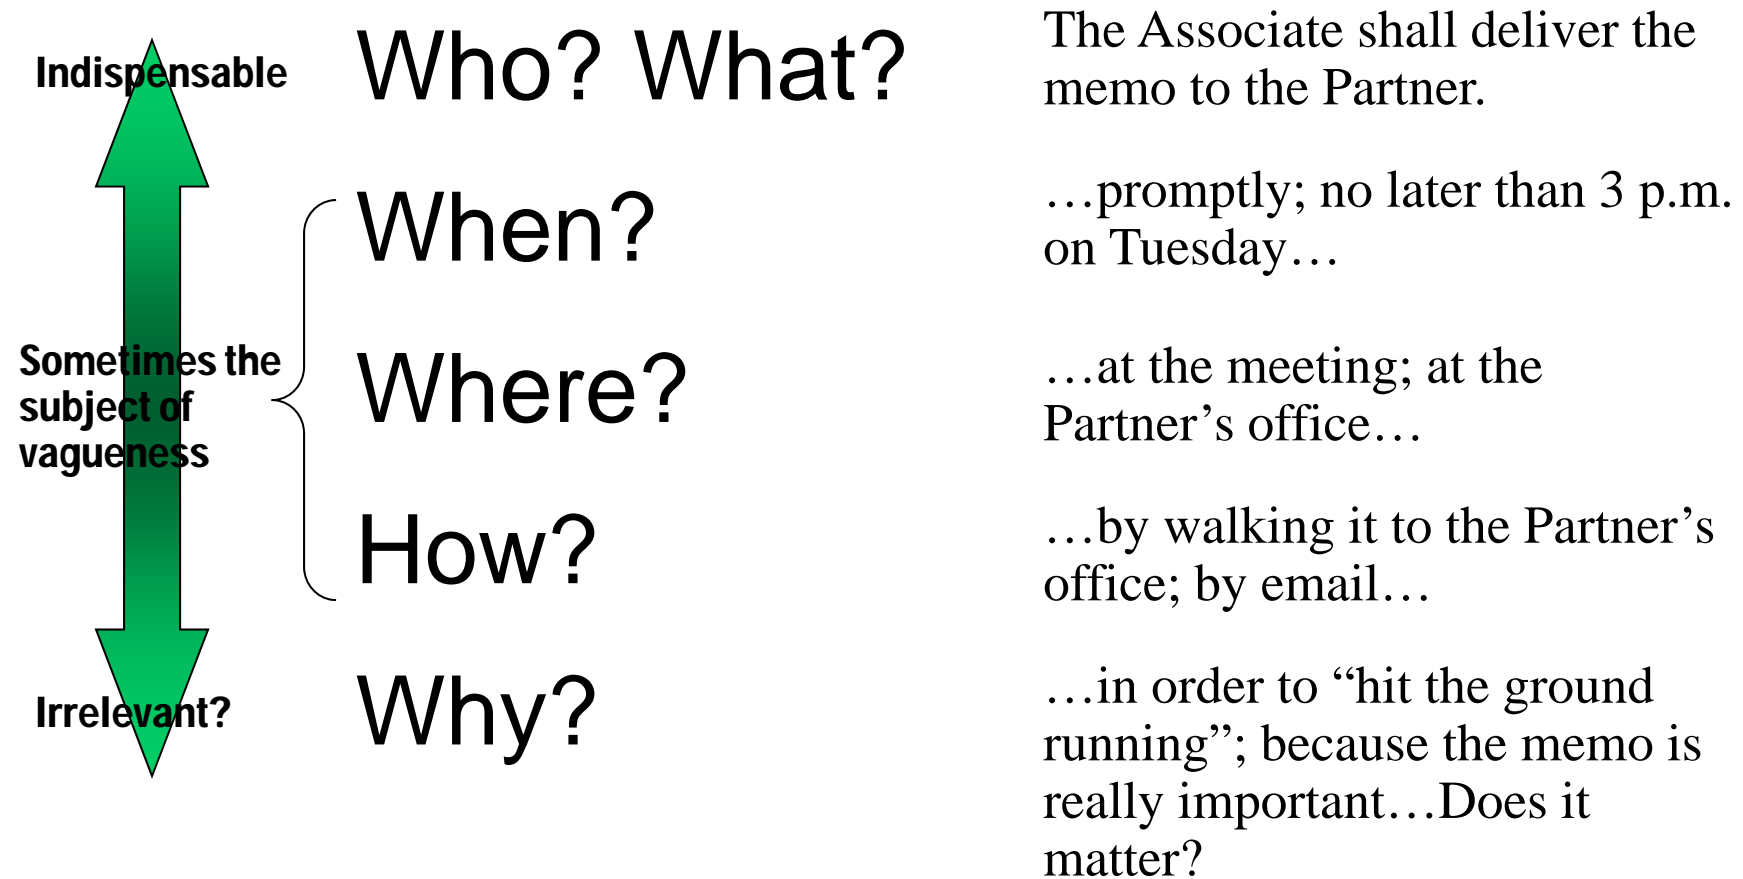 Indispensable
Who? What?
The Associate shall deliver the
memo to the Partner.
When?
…promptly; no later than 3 p.m.
on Tuesday…
Sometimes the
subject of
vagueness
Where?
…at the meeting; at the
Partner’s office…
How?
…by walking it to the Partner’s
office; by email…
Irrelevant?
Why?
…in order to “hit the ground
running”; because the memo is
really important…Does it
matter?